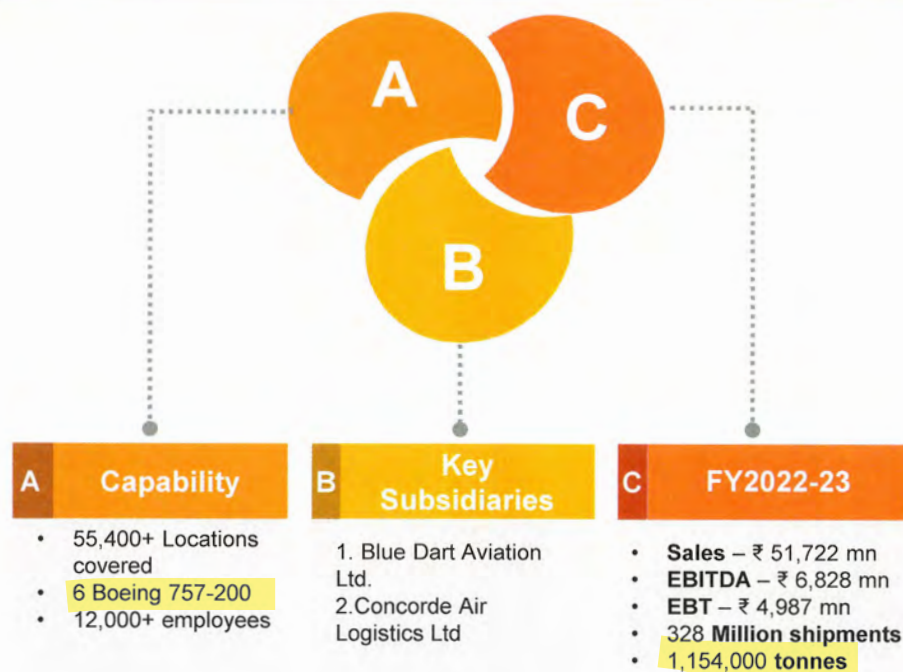 A
C
B
A
Capability
• 55,400+ Locations
covered
• 6 Boeing 757-200
• 12,000+ employees
B
Key
Subsidiaries
1. Blue Dart Aviation
Ltd.
2.Concorde Air
Logistics Ltd
C
FY2022-23
• Sales – ₹ 51,722 mn
• EBITDA – ₹ 6,828 mn
• EBT – ₹ 4,987 mn
• 328 Million shipments
• 1,154,000 tonnes